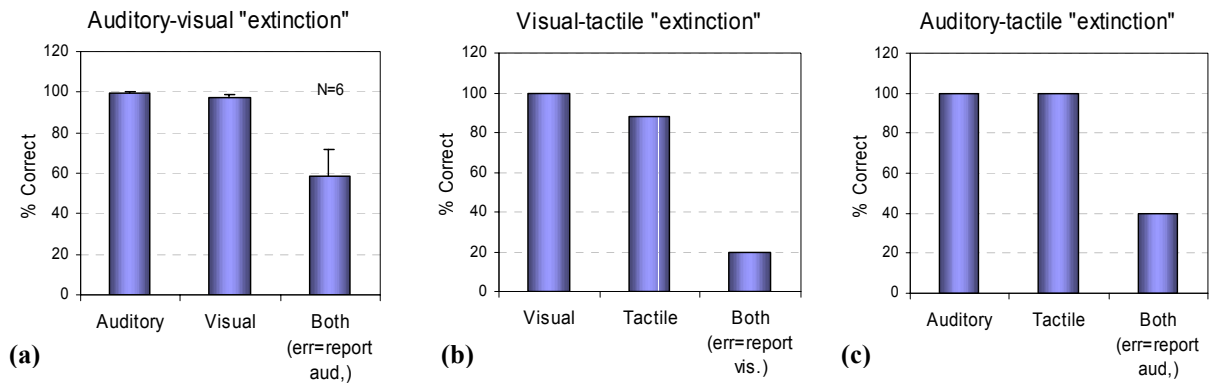 Auditory-visual "extinction"
120
100
80
60
40
20
0
% Correct
N=6
Auditory
Visual
Both
(err=report
aud,)
(a)
Visual-tactile "extinction"
120
100
80
60
40
20
0
% Correct
Visual
Tactile
Both
(err=report
vis.)
(b)
Auditory-tactile "extinction"
120
100
80
60
40
20
0
% Correct
Auditory
Tactile
Both
(err=report
aud,)
(c)